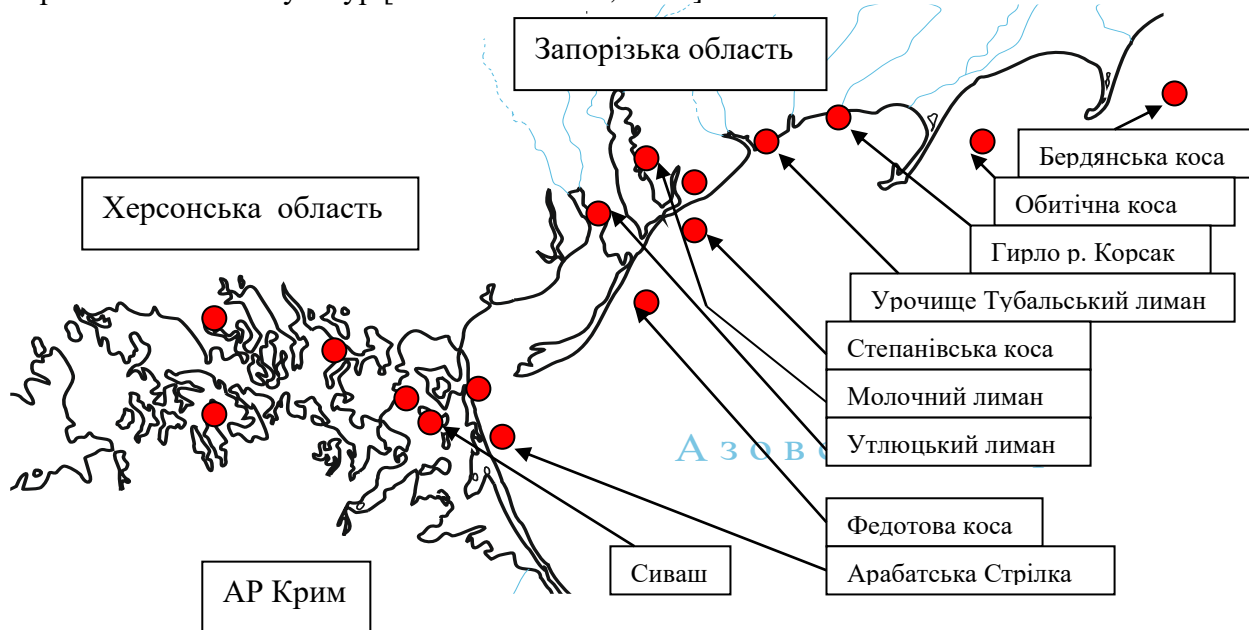 Запорізька область
Херсонська область
Бердянська коса
Обитічна коса
Гирло р. Корсак
Урочище Тубальський лиман
Степанівська коса
Молочний лиман
Утлюцький лиман
Азовс
Федотова коса
Сиваш
Арабатська Стрілка
АР Крим